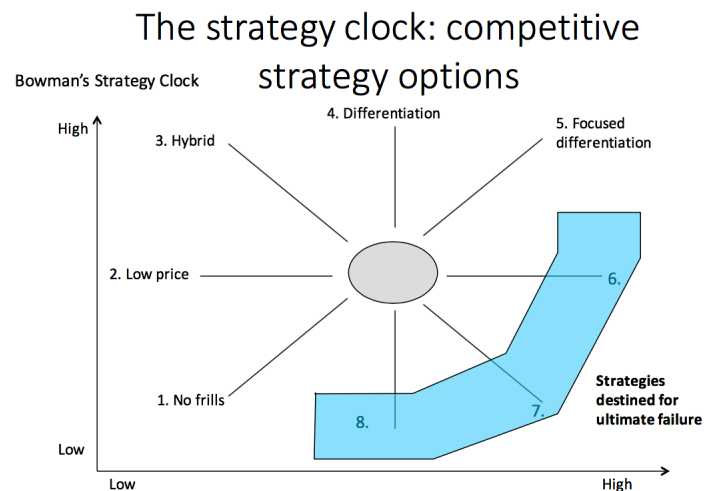 The strategy clock: competitive
strategy options
Bowman's Strategy Clock
4. Differentiation
High
5. Focused
differentiation
3. Hybrid
2. Low price
6.
1. No frills
Strategies
destined for
ultimate failure
7.
8.
Low
Low
High